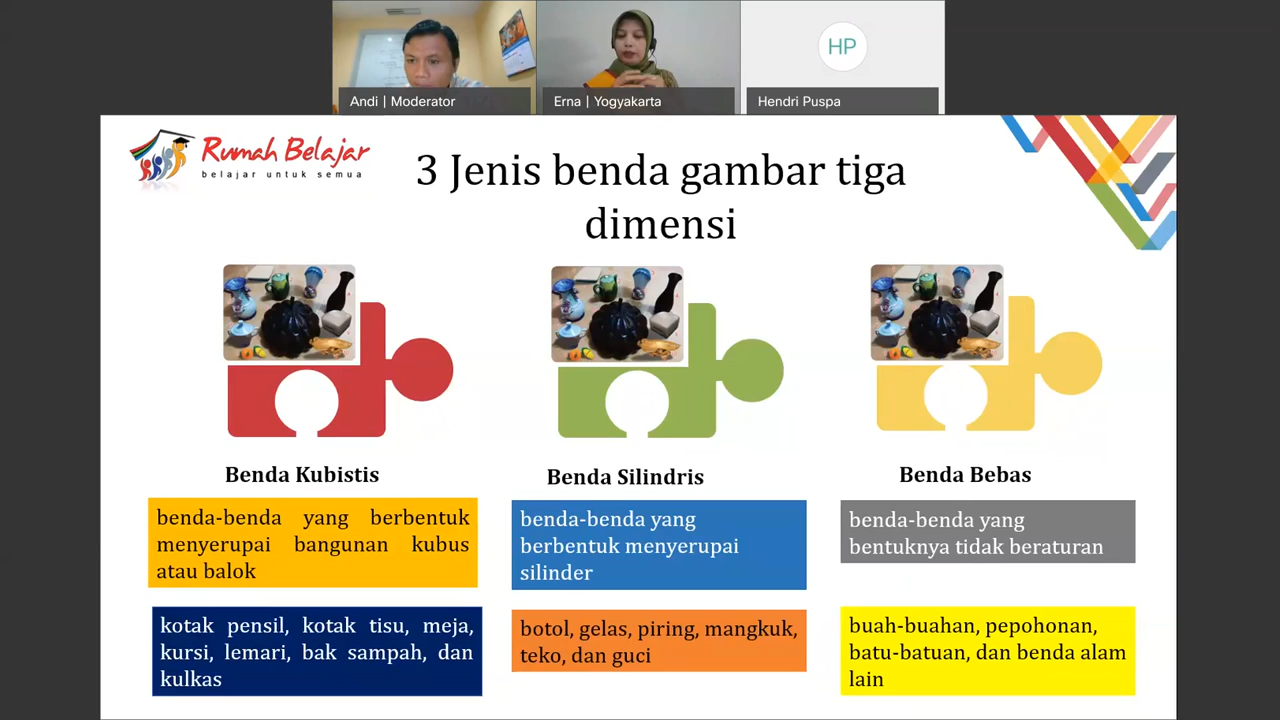 Andi | Moderator
Erna | Yogyakarta
HP
Hendri Puspa
Rumah Belajar
belajar untuk semua
3 Jenis benda gambar tiga
dimensi
Benda Kubistis
benda-benda yang berbentuk
menyerupai bangunan kubus
atau balok
kotak pensil, kotak tisu, meja,
kursi, lemari, bak sampah, dan
kulkas
Benda Silindris
benda-benda yang
berbentuk menyerupai
silinder
botol, gelas, piring, mangkuk,
teko, dan guci
Benda Bebas
benda-benda yang
bentuknya tidak beraturan
buah-buahan, pepohonan,
batu-batuan, dan benda alam
lain